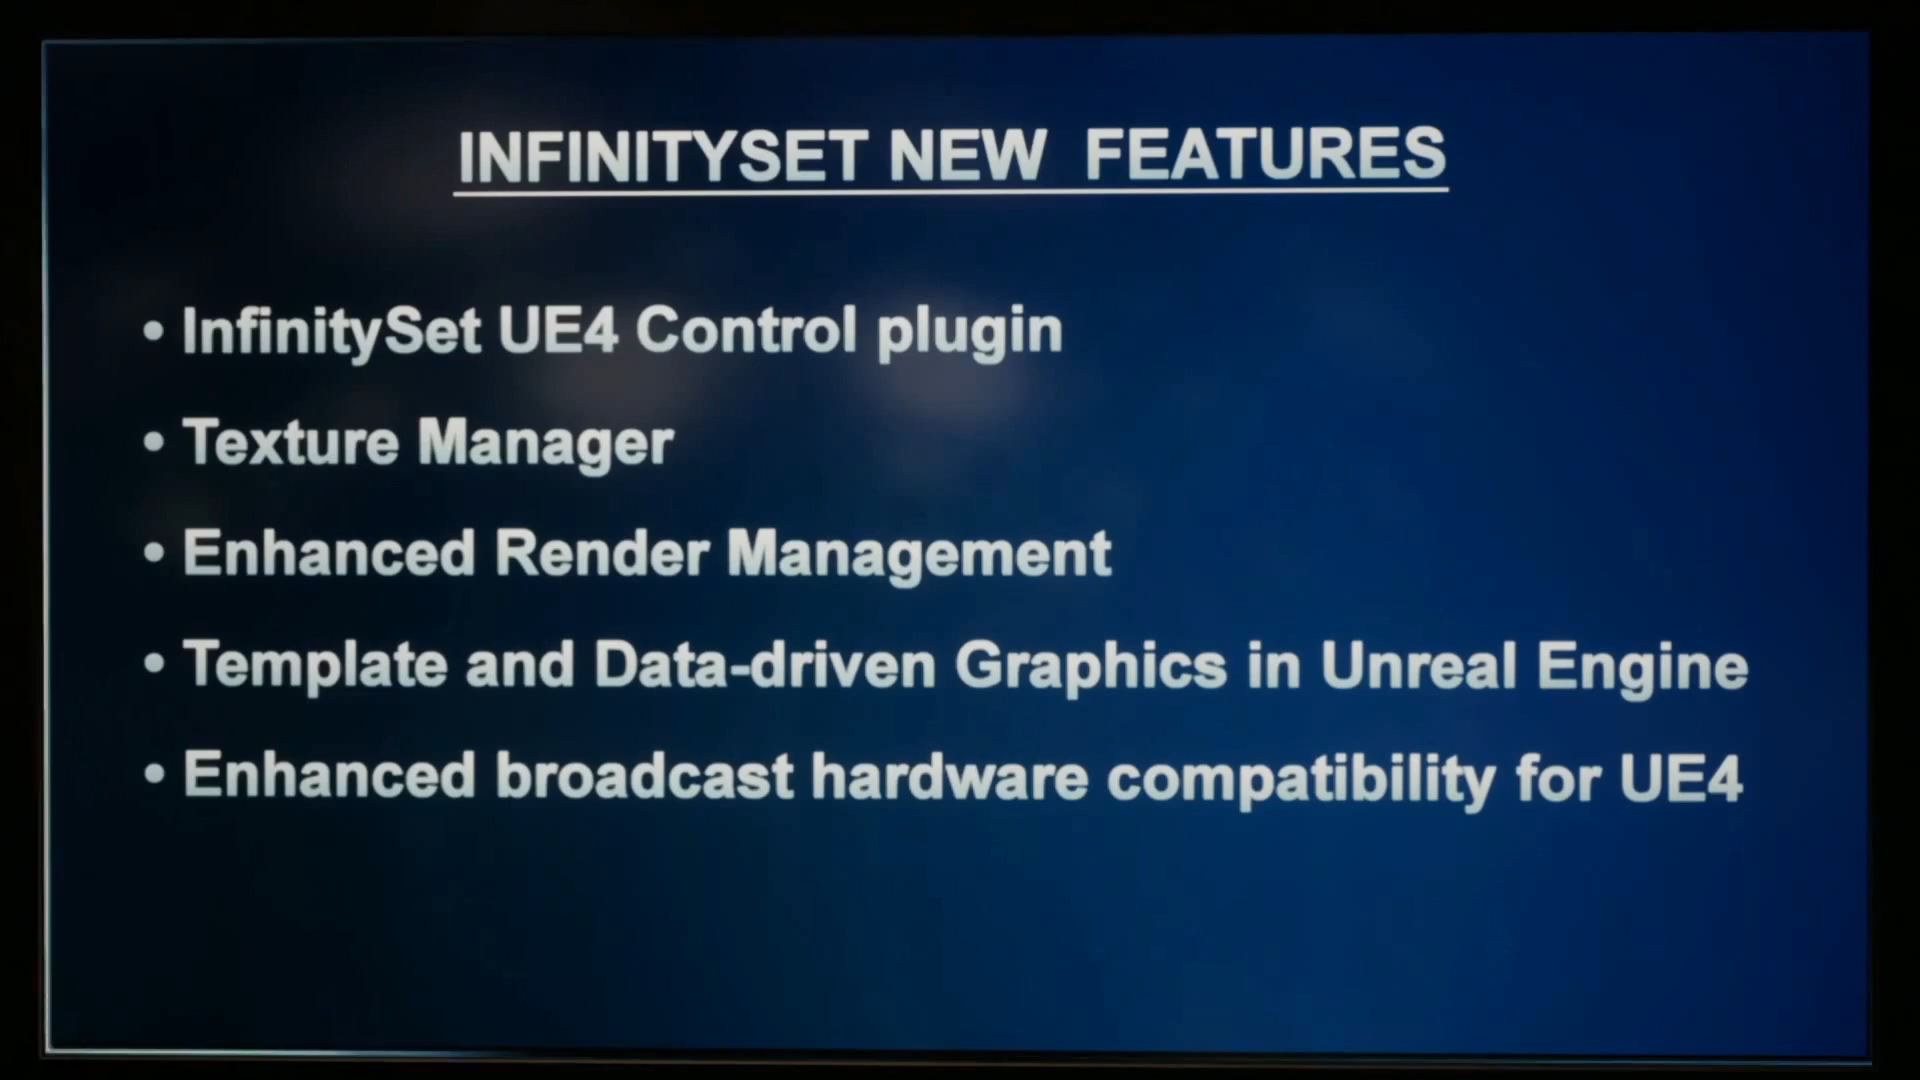 INFINITYSET NEW FEATURES
• InfinitySet UE4 Control plugin
• Texture Manager
• Enhanced Render Management
• Template and Data-driven Graphics in Unreal Engine
• Enhanced broadcast hardware compatibility for UE4